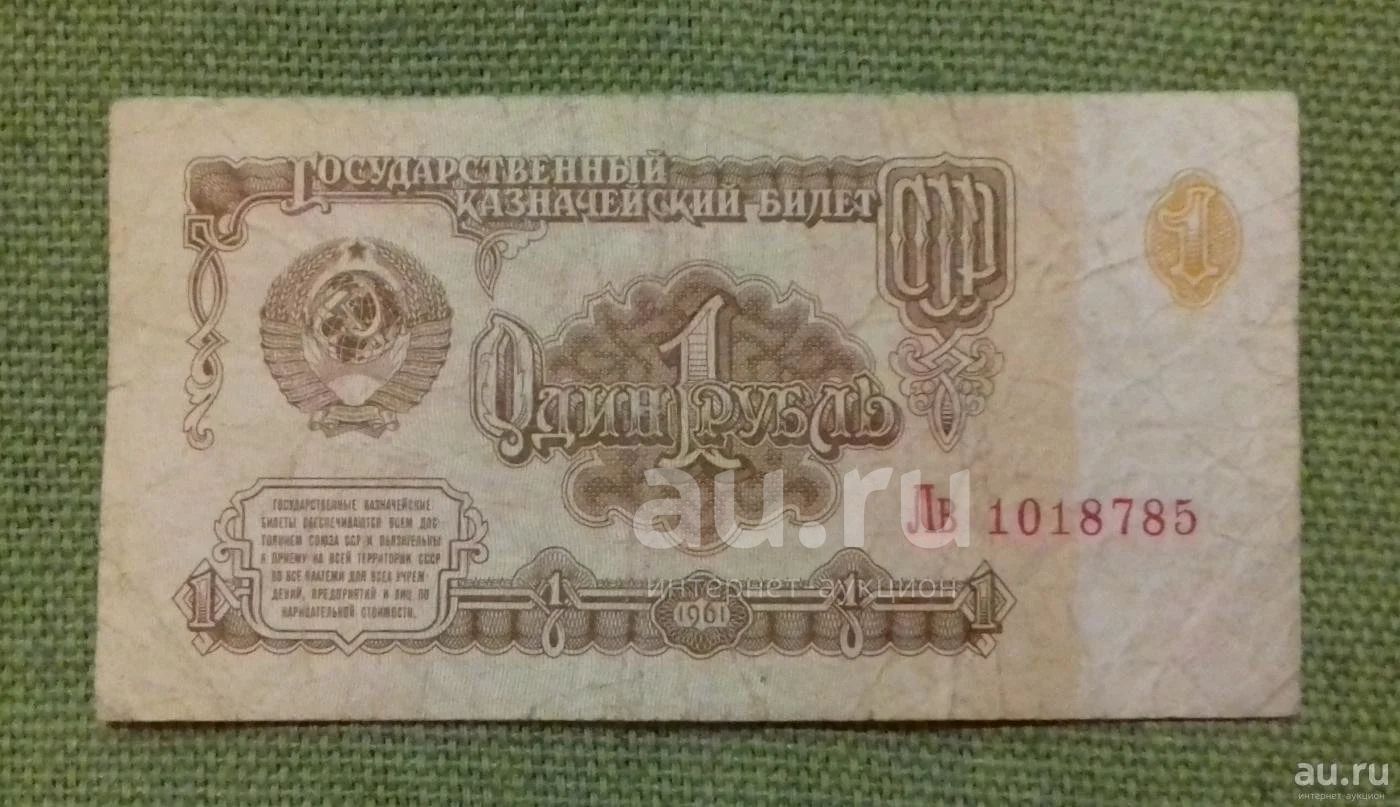 Государственный
казначейский билет
СССР
1
1
Один рубль
Государственные казначейские
билеты обеспечиваются всем дос-
тоянием Союза ССР и обязательны
к приему на всей территории СССР
во все платежи для всех учреж-
дений, предприятий и лиц по
нарицательной стоимости.
au.ru
интернет-аукцион
Лв 1018785
1 1 1961 1 1
au.ru
интернет-аукцион